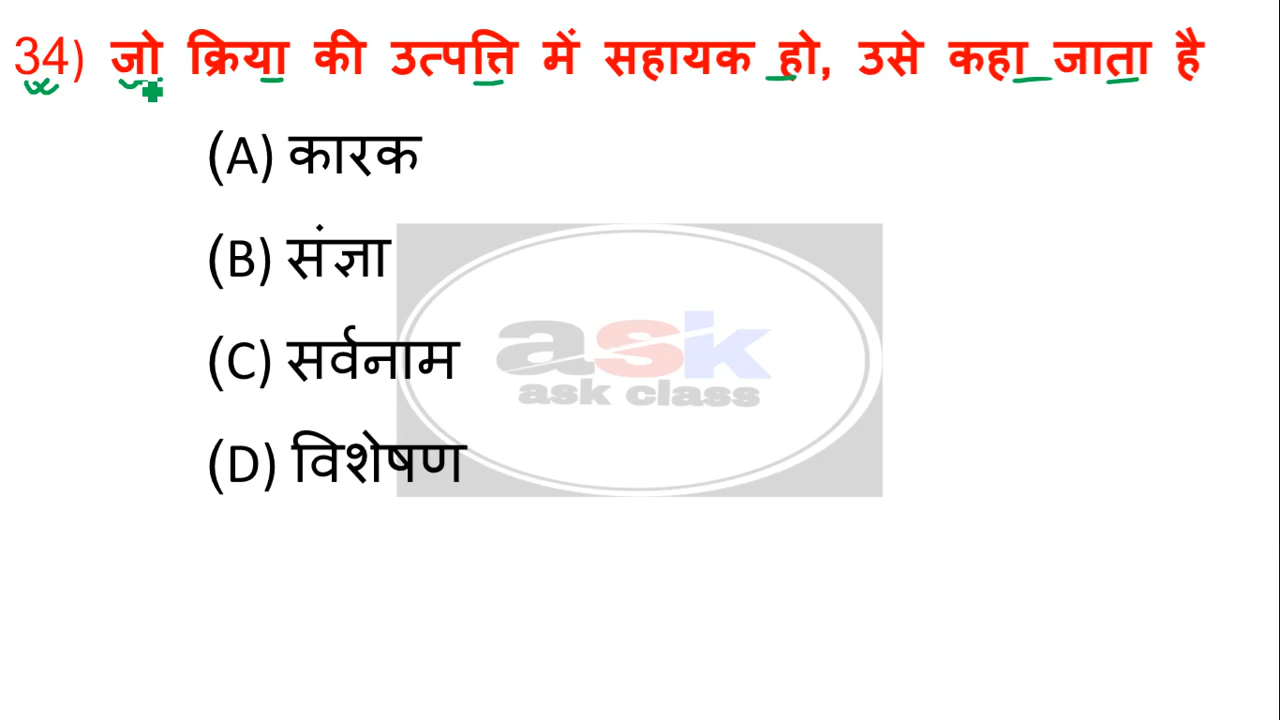 34) जो क्रिया की उत्पत्ति में सहायक हो, उसे कहा जाता है
(A) कारक
(B) संज्ञा
(C) सर्वनाम
(D) विशेषण
ask
ask class